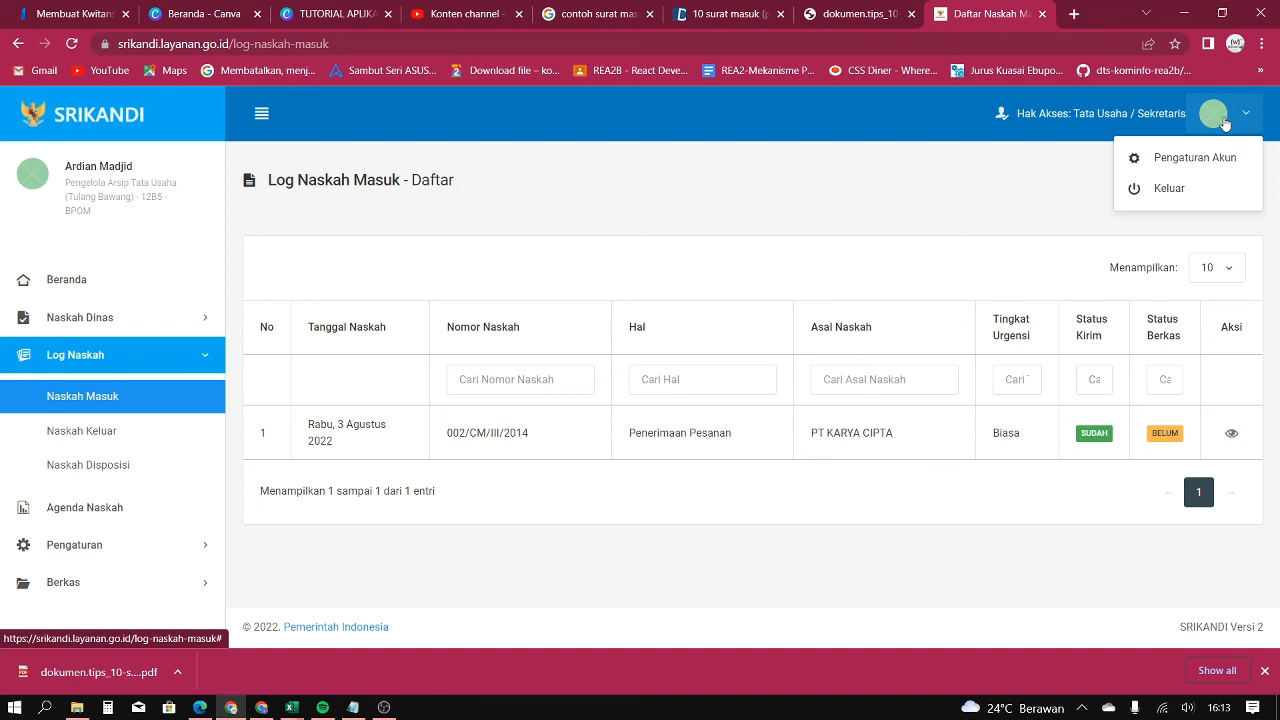 Membuat Kwitans
Beranda - Canva
TUTORIAL APLIKA
Konten channel -
contoh surat mas
10 surat masuk (p
dokumen.tips_10-
Daftar Naskah Ma
srikandi.layanan.go.id/log-naskah-masuk
Gmail
YouTube
Maps
Membatalkan, menj...
Sambut Seri ASUS...
Download file – ko...
REA2B - React Deve...
REA2-Mekanisme P...
CSS Diner - Where...
Jurus Kuasai Ebupo...
dts-kominfo-rea2b/...
»
SRIKANDI
Hak Akses: Tata Usaha / Sekretaris
Pengaturan Akun
Keluar
Ardian Madjid
Pengelola Arsip Tata Usaha
(Tulang Bawang) - 12B5 -
BPOM
Beranda
Naskah Dinas
Log Naskah
Naskah Masuk
Naskah Keluar
Naskah Disposisi
Agenda Naskah
Pengaturan
Berkas
Log Naskah Masuk - Daftar
Menampilkan: 10
No
Tanggal Naskah
Nomor Naskah
Hal
Asal Naskah
Tingkat
Urgensi
Status
Kirim
Status
Berkas
Aksi
Cari Nomor Naskah
Cari Hal
Cari Asal Naskah
Cari
Ca
Ca
1
Rabu, 3 Agustus
2022
002/CM/III/2014
Penerimaan Pesanan
PT KARYA CIPTA
Biasa
SUDAH
BELUM
Menampilkan 1 sampai 1 dari 1 entri
← 1 →
© 2022. Pemerintah Indonesia
SRIKANDI Versi 2
https://srikandi.layanan.go.id/log-naskah-masuk#
dokumen.tips_10-s....pdf
Show all
24°C Berawan
16:13